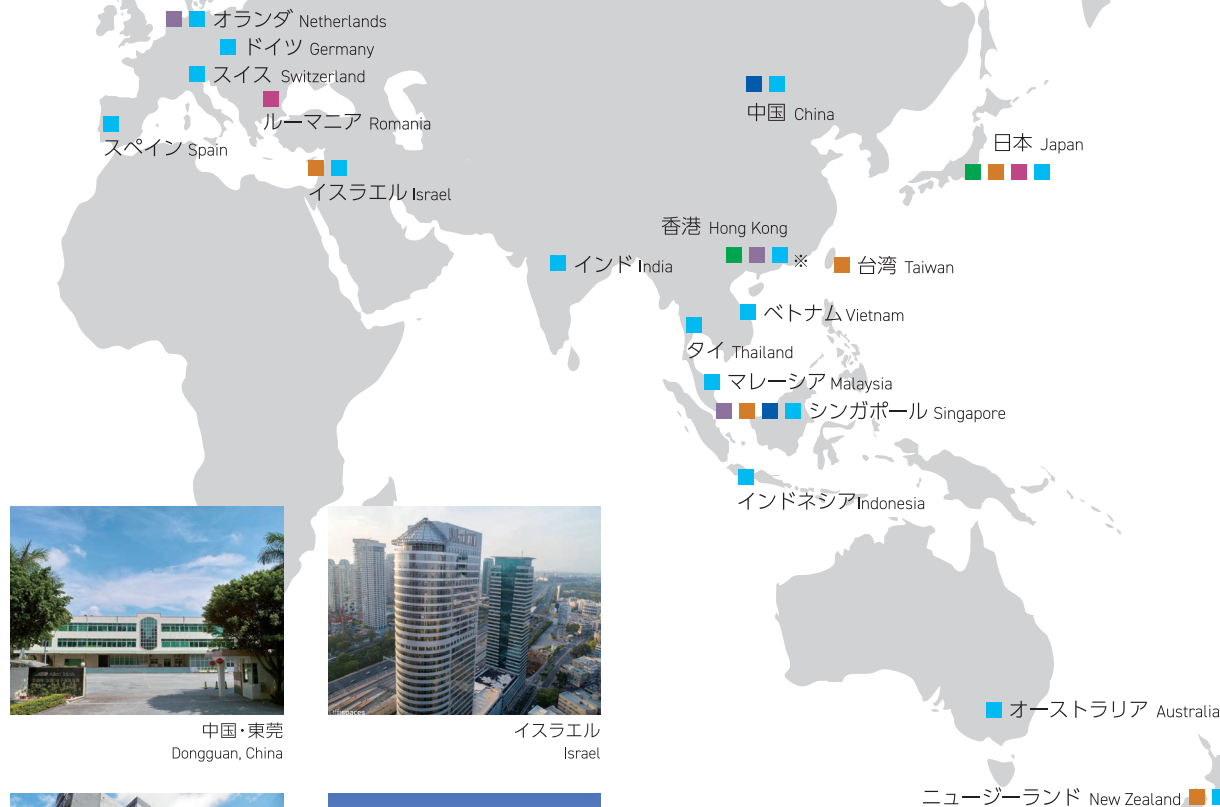 オランダ Netherlands
ドイツ Germany
スイス Switzerland
ルーマニア Romania
スペイン Spain
イスラエル Israel
中国 China
日本 Japan
香港 Hong Kong
※
インド India
台湾 Taiwan
ベトナム Vietnam
タイ Thailand
マレーシア Malaysia
シンガポール Singapore
インドネシア Indonesia
オーストラリア Australia
ニュージーランド New Zealand
中国・東莞
Dongguan, China
イスラエル
Israel